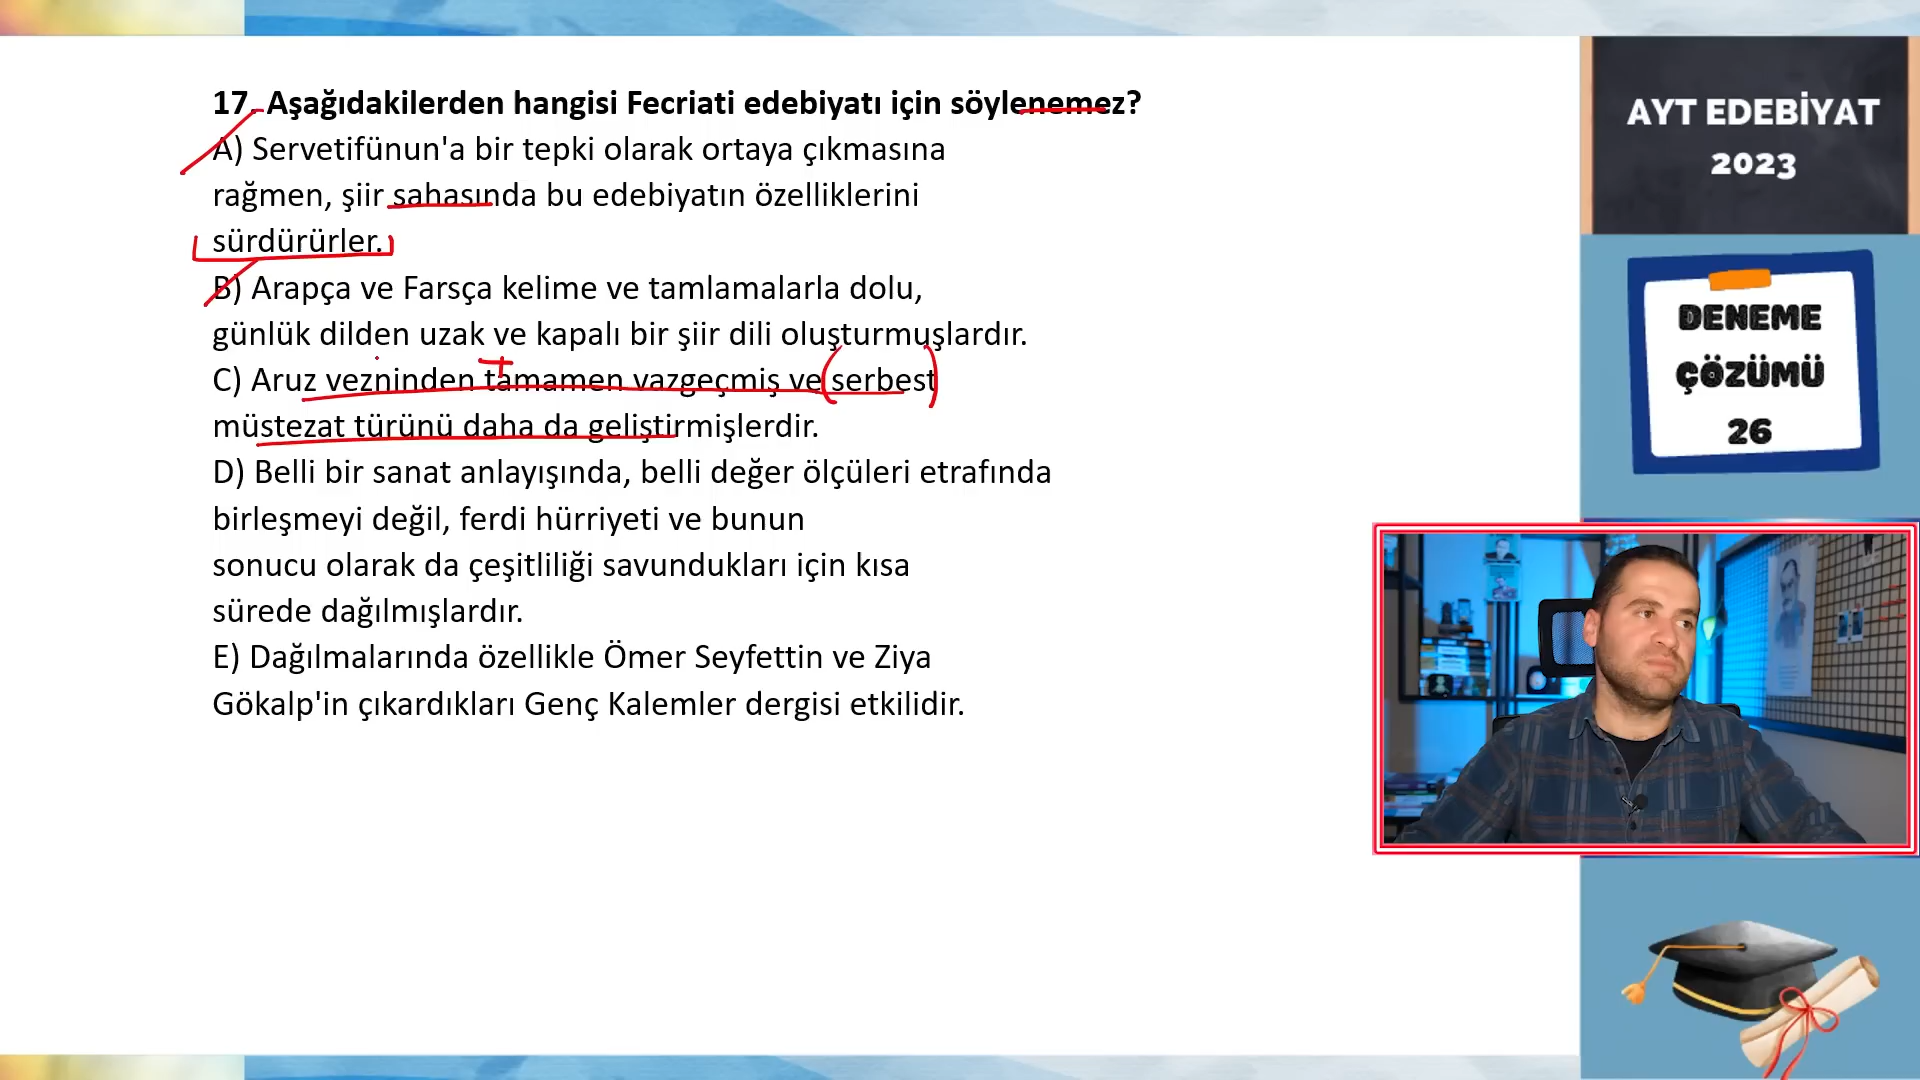 17. Aşağıdakilerden hangisi Fecriati edebiyatı için söylenemez?
A) Servetifünun'a bir tepki olarak ortaya çıkmasına
rağmen, şiir sahasında bu edebiyatın özelliklerini
sürdürürler.
B) Arapça ve Farsça kelime ve tamlamalarla dolu,
günlük dilden uzak ve kapalı bir şiir dili oluşturmuşlardır.
C) Aruz vezninden tamamen vazgeçmiş ve serbest
müstezat türünü daha da geliştirmişlerdir.
D) Belli bir sanat anlayışında, belli değer ölçüleri etrafında
birleşmeyi değil, ferdi hürriyeti ve bunun
sonucu olarak da çeşitliliği savundukları için kısa
sürede dağılmışlardır.
E) Dağılmalarında özellikle Ömer Seyfettin ve Ziya
Gökalp'in çıkardıkları Genç Kalemler dergisi etkilidir.
AYT EDEBİYAT
2023
DENEME
ÇÖZÜMÜ
26